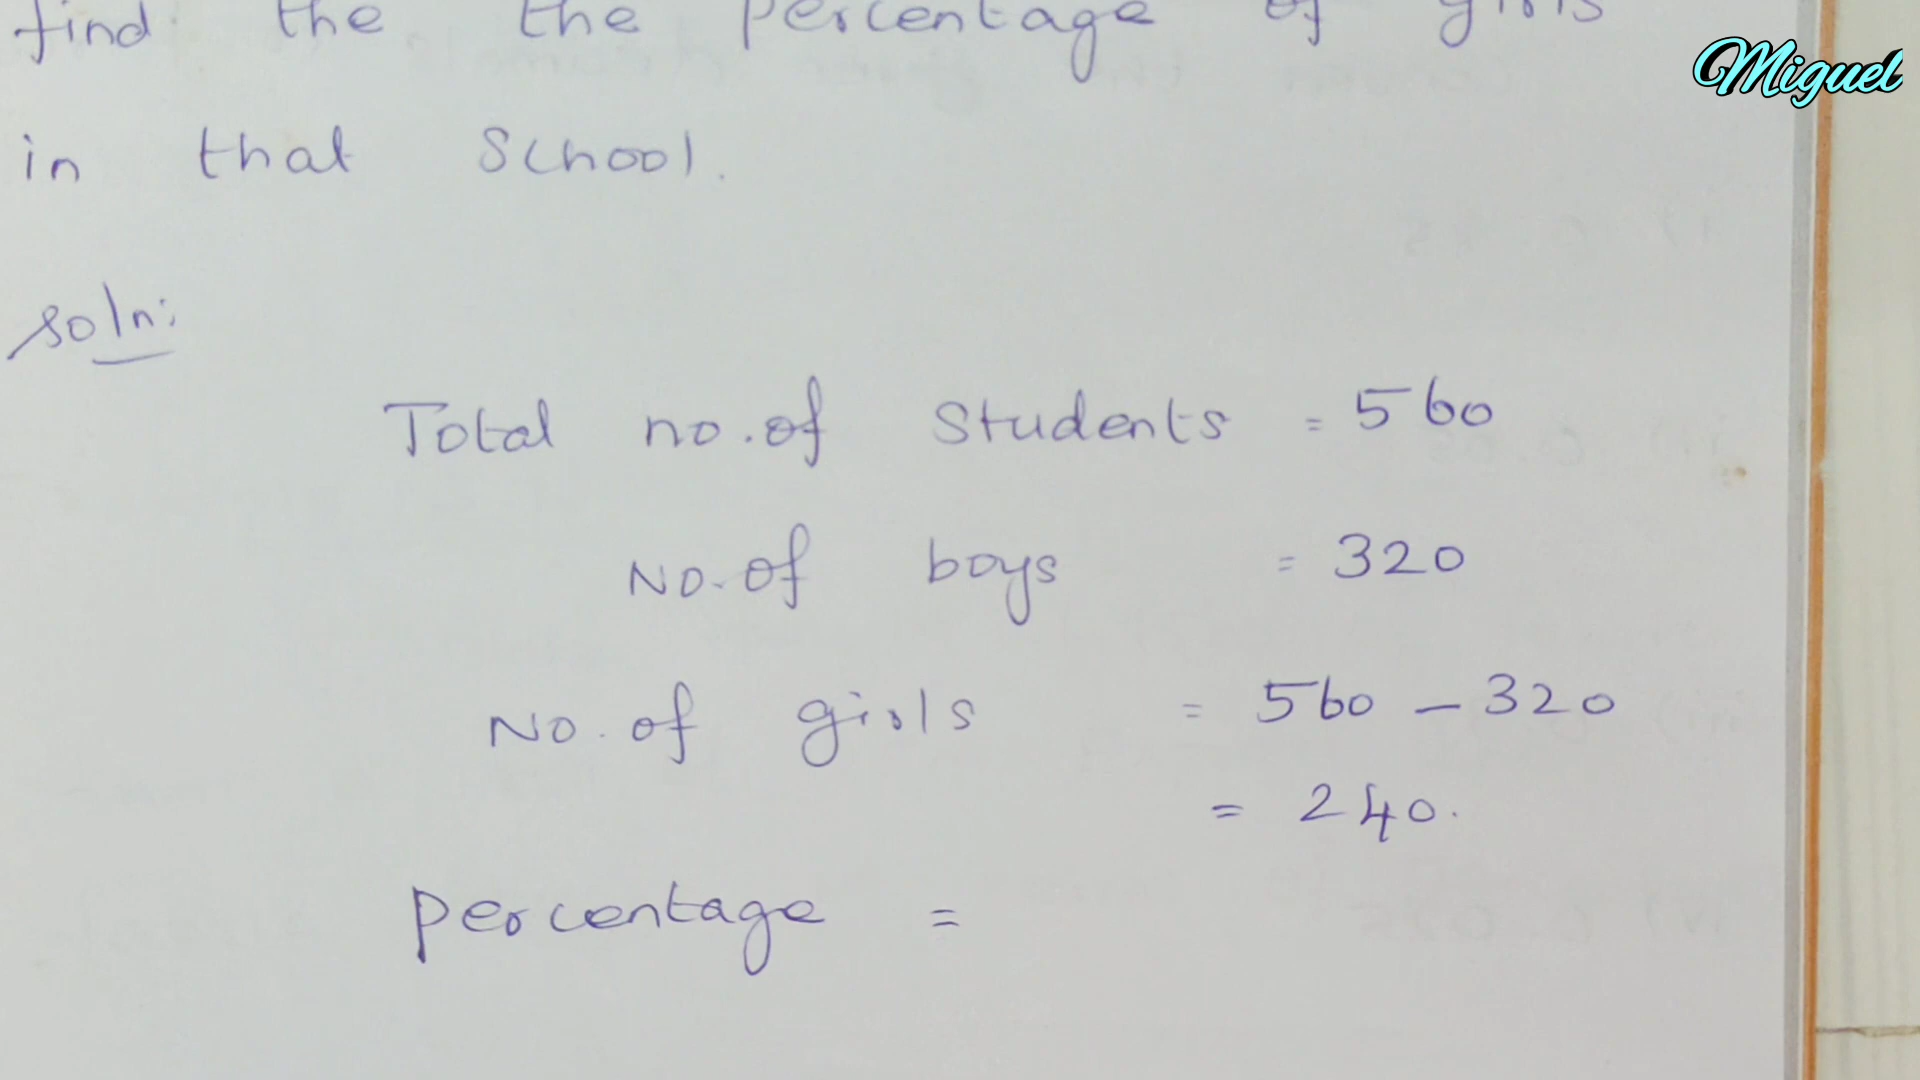 find the the percentage of girls
Miguel
in that School.
soln:
Total no. of Students = 560
No. of boys = 320
No. of girls = 560 - 320
= 240.
percentage =